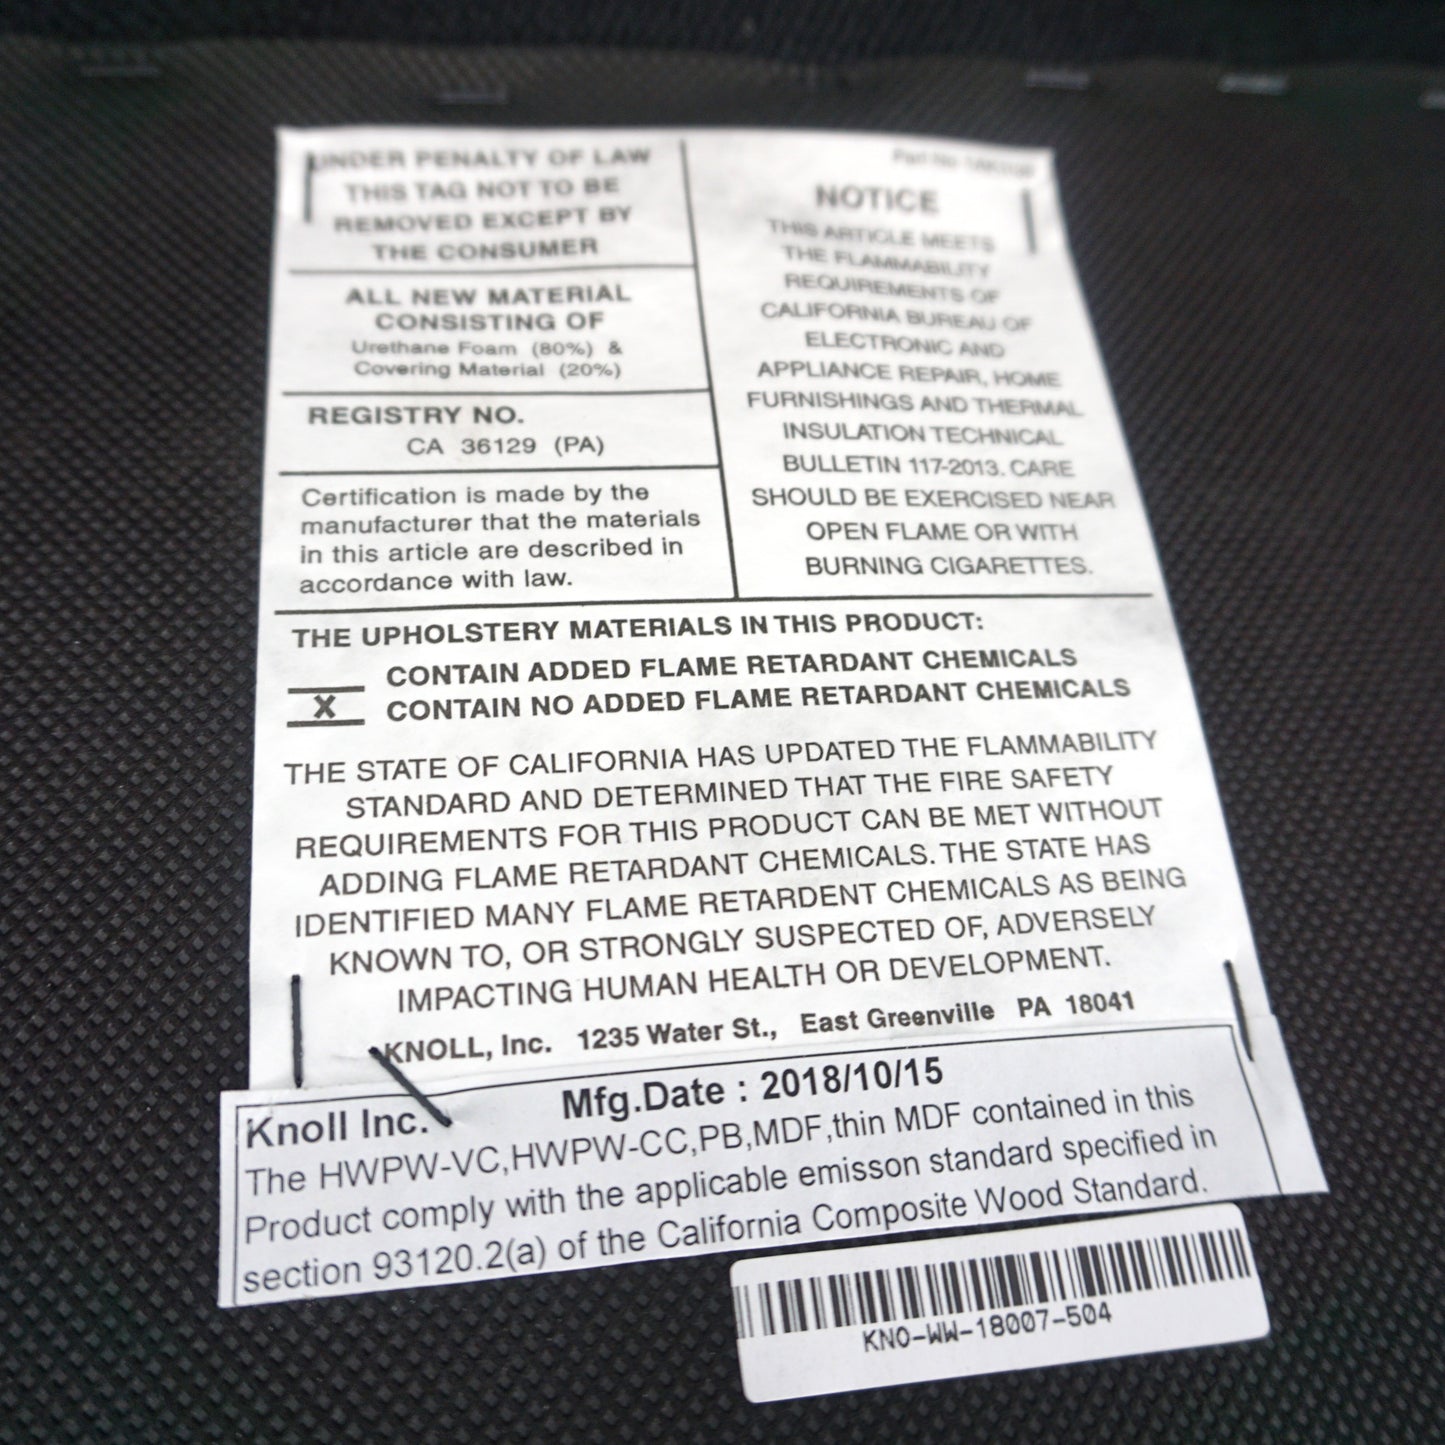 UNDER PENALTY OF LAW
THIS TAG NOT TO BE
REMOVED EXCEPT BY
THE CONSUMER
ALL NEW MATERIAL
CONSISTING OF
Urethane Foam (80%) &
Covering Material (20%)
REGISTRY NO.
CA 36129 (PA)
Certification is made by the
manufacturer that the materials
in this article are described in
accordance with law.
Part No
NOTICE
THIS ARTICLE MEETS
THE FLAMMABILITY
REQUIREMENTS OF
CALIFORNIA BUREAU OF
ELECTRONIC AND
APPLIANCE REPAIR, HOME
FURNISHINGS AND THERMAL
INSULATION TECHNICAL
BULLETIN 117-2013. CARE
SHOULD BE EXERCISED NEAR
OPEN FLAME OR WITH
BURNING CIGARETTES.
THE UPHOLSTERY MATERIALS IN THIS PRODUCT:
CONTAIN ADDED FLAME RETARDANT CHEMICALS
X CONTAIN NO ADDED FLAME RETARDANT CHEMICALS
THE STATE OF CALIFORNIA HAS UPDATED THE FLAMMABILITY
STANDARD AND DETERMINED THAT THE FIRE SAFETY
REQUIREMENTS FOR THIS PRODUCT CAN BE MET WITHOUT
ADDING FLAME RETARDANT CHEMICALS. THE STATE HAS
IDENTIFIED MANY FLAME RETARDENT CHEMICALS AS BEING
KNOWN TO, OR STRONGLY SUSPECTED OF, ADVERSELY
IMPACTING HUMAN HEALTH OR DEVELOPMENT.
KNOLL, Inc. 1235 Water St., East Greenville PA 18041
Knoll Inc. Mfg.Date : 2018/10/15
The HWPW-VC,HWPW-CC,PB,MDF,thin MDF contained in this
Product comply with the applicable emisson standard specified in
section 93120.2(a) of the California Composite Wood Standard.
KNO-WW-18007-504